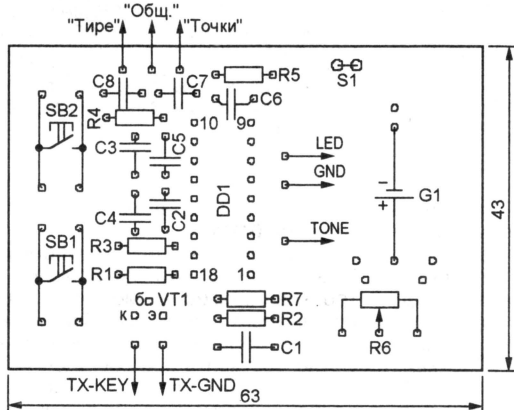 "Общ."
"Тире" "Точки"
C8 C7 R5 S1
R4 C6
SB2 10 9
C3 C5 LED
GND
DD1 G1 43
C4 C2
SB1 TONE
R3
R1 18 1
б VT1 R7
к э R2
C1 R6
TX-KEY TX-GND
63